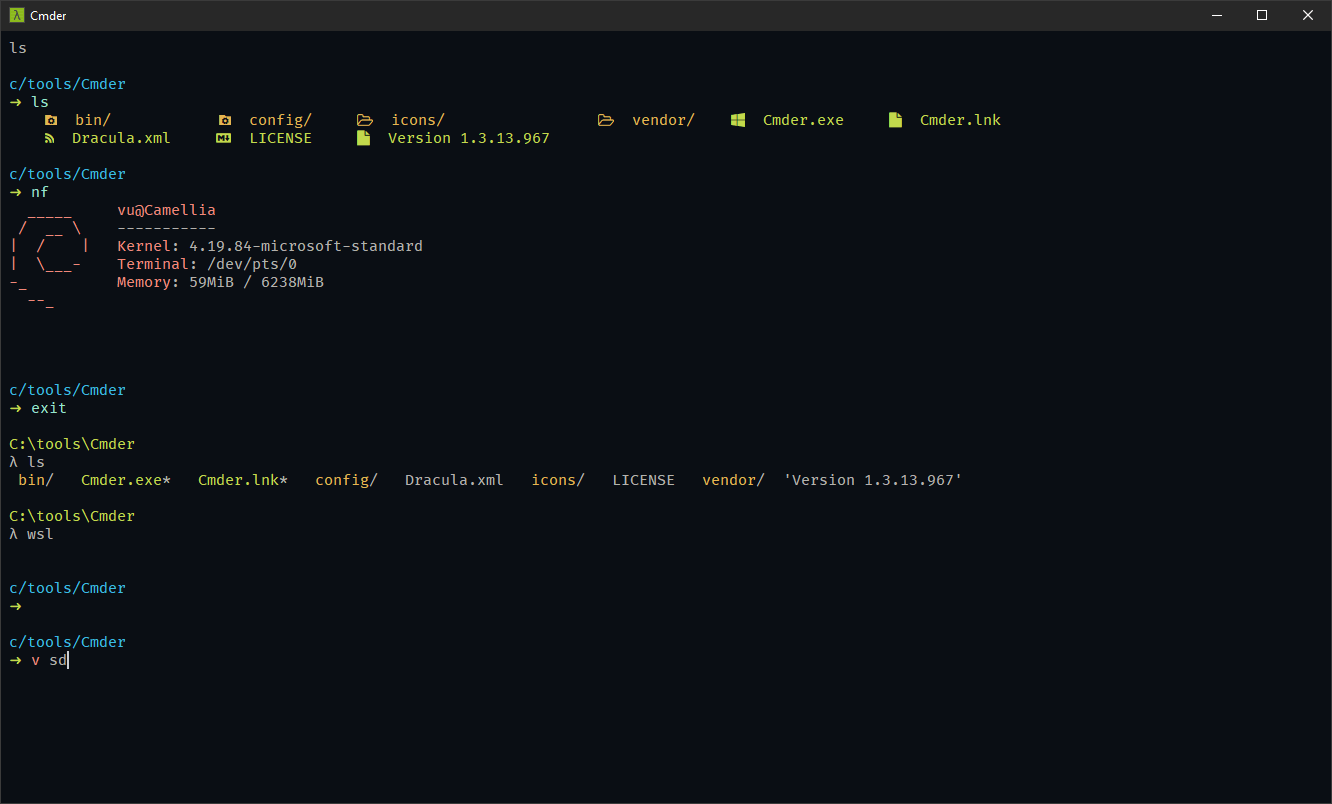 λ Cmder
ls
c/tools/Cmder
➜ ls
bin/ config/ icons/ vendor/ Cmder.exe Cmder.lnk
Dracula.xml LICENSE Version 1.3.13.967
c/tools/Cmder
➜ nf
_____ vu@Camellia
/ __ \ -----------
| / | Kernel: 4.19.84-microsoft-standard
| \___- Terminal: /dev/pts/0
-_ Memory: 59MiB / 6238MiB
--_
c/tools/Cmder
➜ exit
C:\tools\Cmder
λ ls
bin/ Cmder.exe* Cmder.lnk* config/ Dracula.xml icons/ LICENSE vendor/ 'Version 1.3.13.967'
C:\tools\Cmder
λ wsl
c/tools/Cmder
➜
c/tools/Cmder
➜ v sd